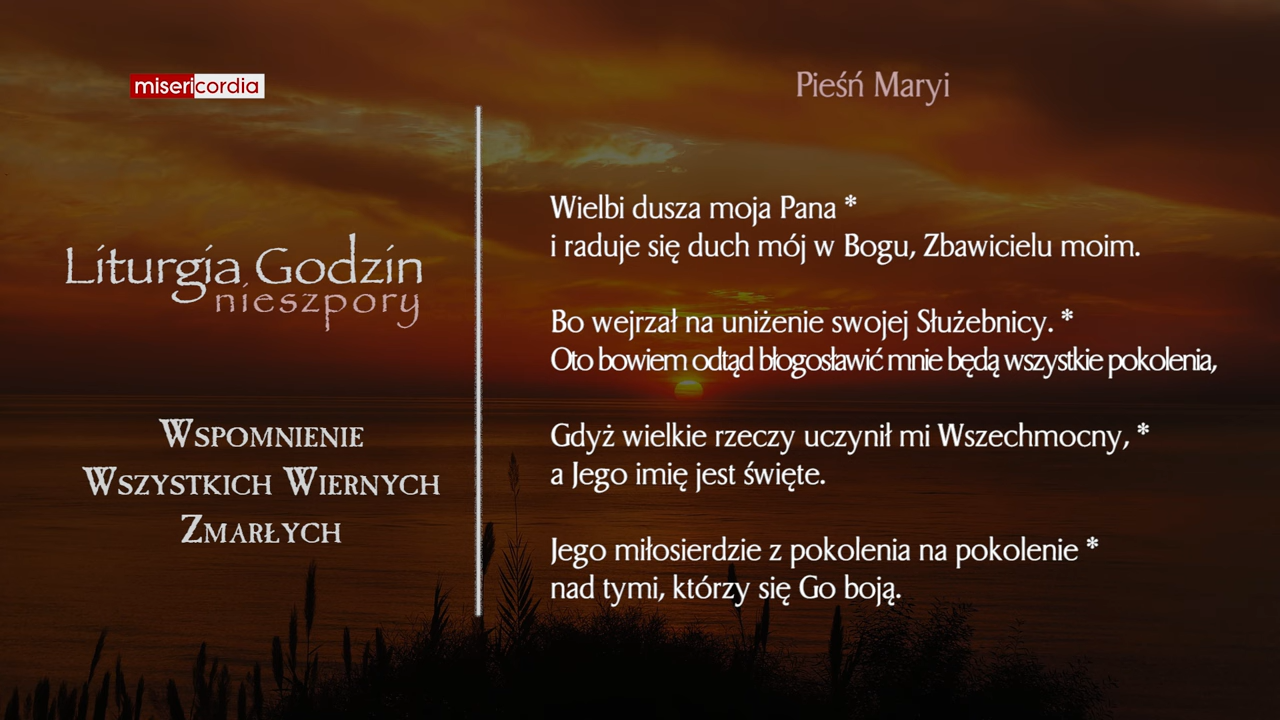 misericordia
Liturgia Godzin
nieszpory
Wspomnienie
Wszystkich Wiernych
Zmarłych
Pieśń Maryi
Wielbi dusza moja Pana *
i raduje się duch mój w Bogu, Zbawicielu moim.
Bo wejrzał na uniżenie swojej Służebnicy. *
Oto bowiem odtąd błogosławić mnie będą wszystkie pokolenia,
Gdyż wielkie rzeczy uczynił mi Wszechmocny, *
a Jego imię jest święte.
Jego miłosierdzie z pokolenia na pokolenie *
nad tymi, którzy się Go boją.